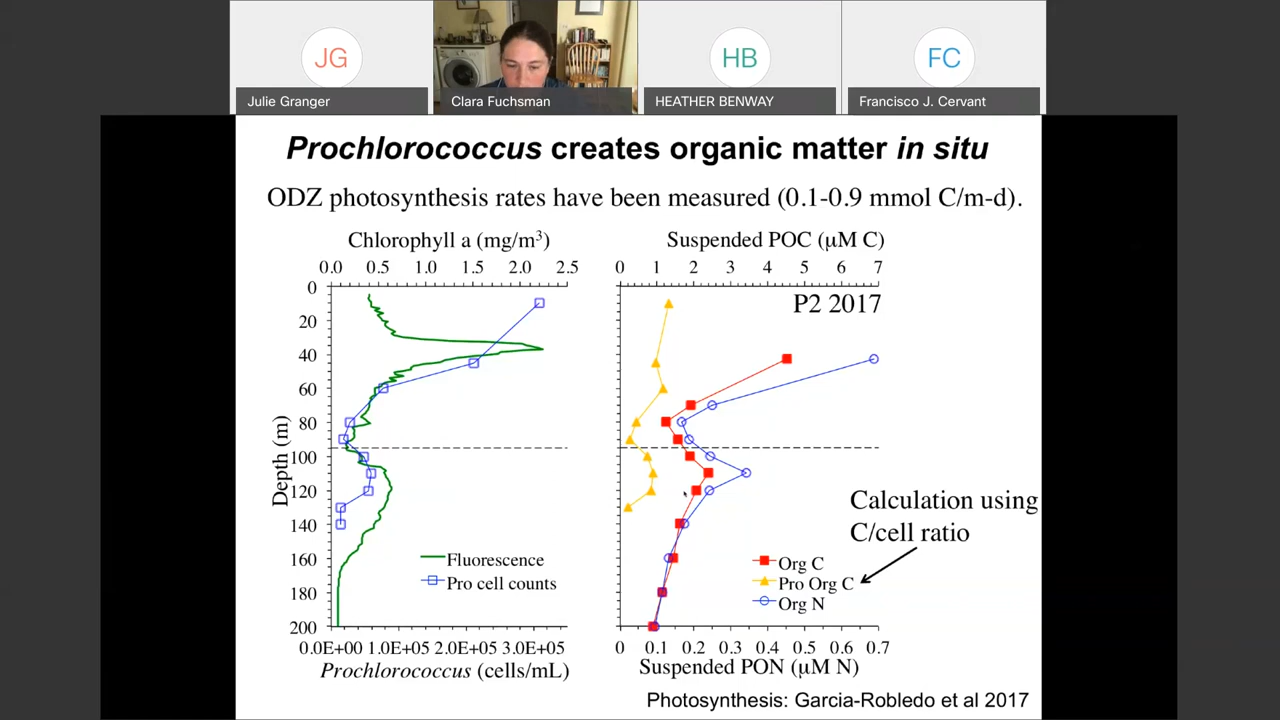 JG
HB
FC
Julie Granger
Clara Fuchsman
HEATHER BENWAY
Francisco J. Cervant
Prochlorococcus creates organic matter in situ
ODZ photosynthesis rates have been measured (0.1-0.9 mmol C/m-d).
Chlorophyll a (mg/m³)
0.0 0.5 1.0 1.5 2.0 2.5
Depth (m)
0
20
40
60
80
100
120
140
160
180
200
Fluorescence
Pro cell counts
0.0E+00 1.0E+05 2.0E+05 3.0E+05
Prochlorococcus (cells/mL)
Suspended POC (µM C)
0 1 2 3 4 5 6 7
P2 2017
Calculation using
C/cell ratio
Org C
Pro Org C
Org N
0 0.1 0.2 0.3 0.4 0.5 0.6 0.7
Suspended PON (µM N)
Photosynthesis: Garcia-Robledo et al 2017